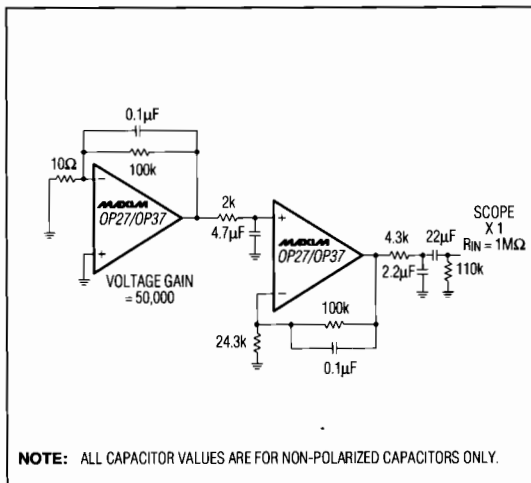 0.1µF
10Ω
100k
−
MAXIM
OP27/OP37
+
VOLTAGE GAIN
= 50,000
2k
4.7µF
+
MAXIM
OP27/OP37
−
4.3k
22µF
SCOPE
X 1
RIN = 1MΩ
2.2µF
110k
24.3k
100k
0.1µF
NOTE: ALL CAPACITOR VALUES ARE FOR NON-POLARIZED CAPACITORS ONLY.